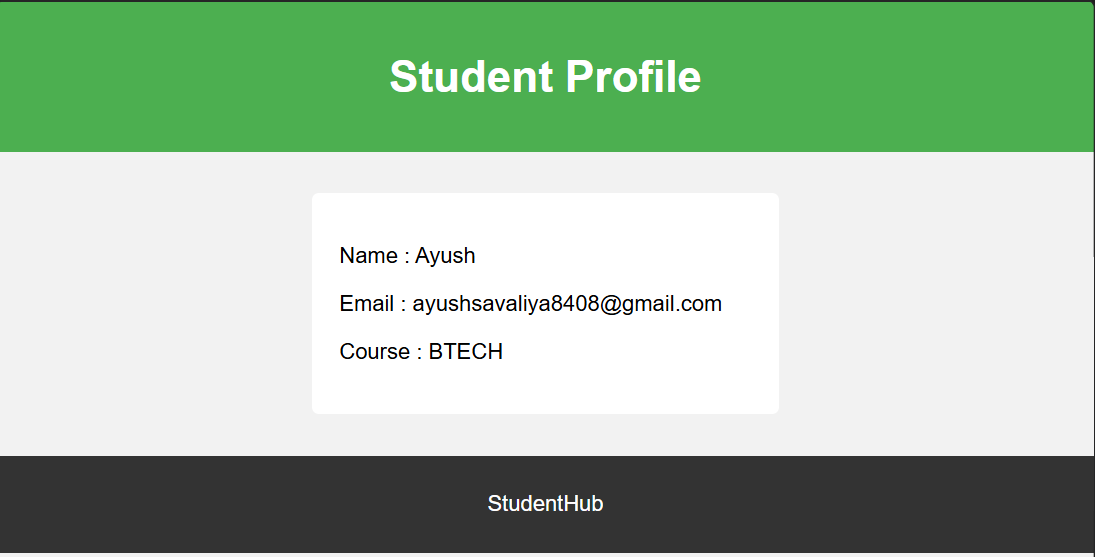 Student Profile
Name : Ayush
Email : ayushsavaliya8408@gmail.com
Course : BTECH
StudentHub